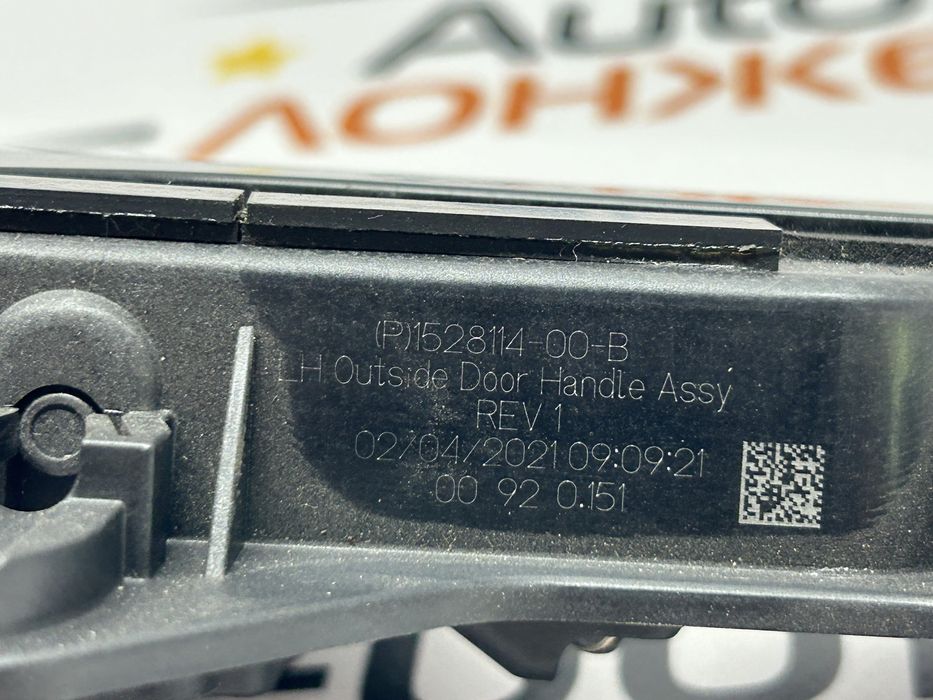 Auto
ЛОНЖЕ
(P)1528114-00-B
LH Outside Door Handle Assy
REV 1
02/04/2021 09:09:21
00 92 0.151